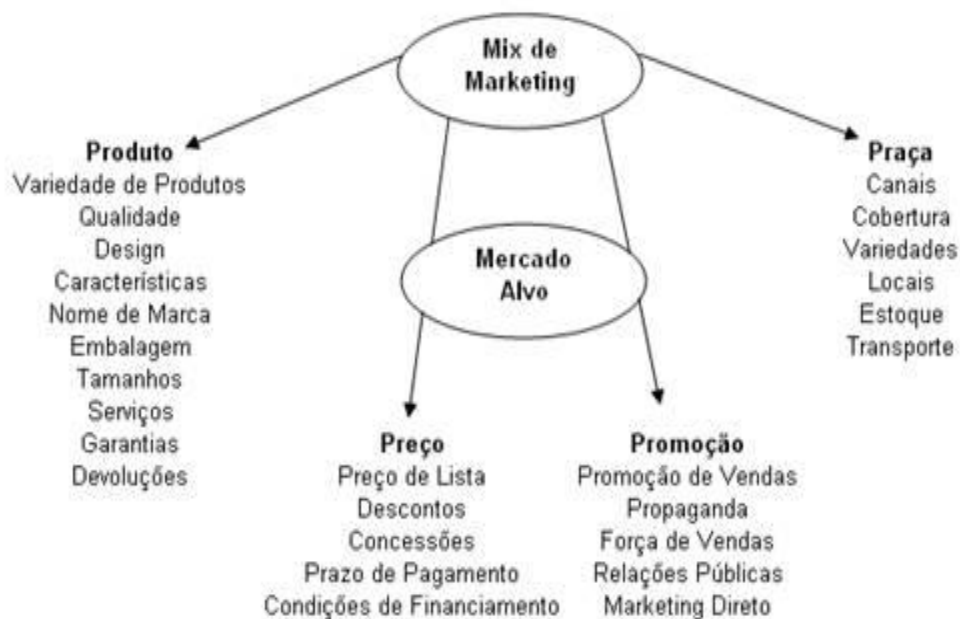 Mix de
Marketing
Produto
Variedade de Produtos
Qualidade
Design
Características
Nome de Marca
Embalagem
Tamanhos
Serviços
Garantias
Devoluções
Mercado
Alvo
Preço
Preço de Lista
Descontos
Concessões
Prazo de Pagamento
Condições de Financiamento
Promoção
Promoção de Vendas
Propaganda
Força de Vendas
Relações Públicas
Marketing Direto
Praça
Canais
Cobertura
Variedades
Locais
Estoque
Transporte